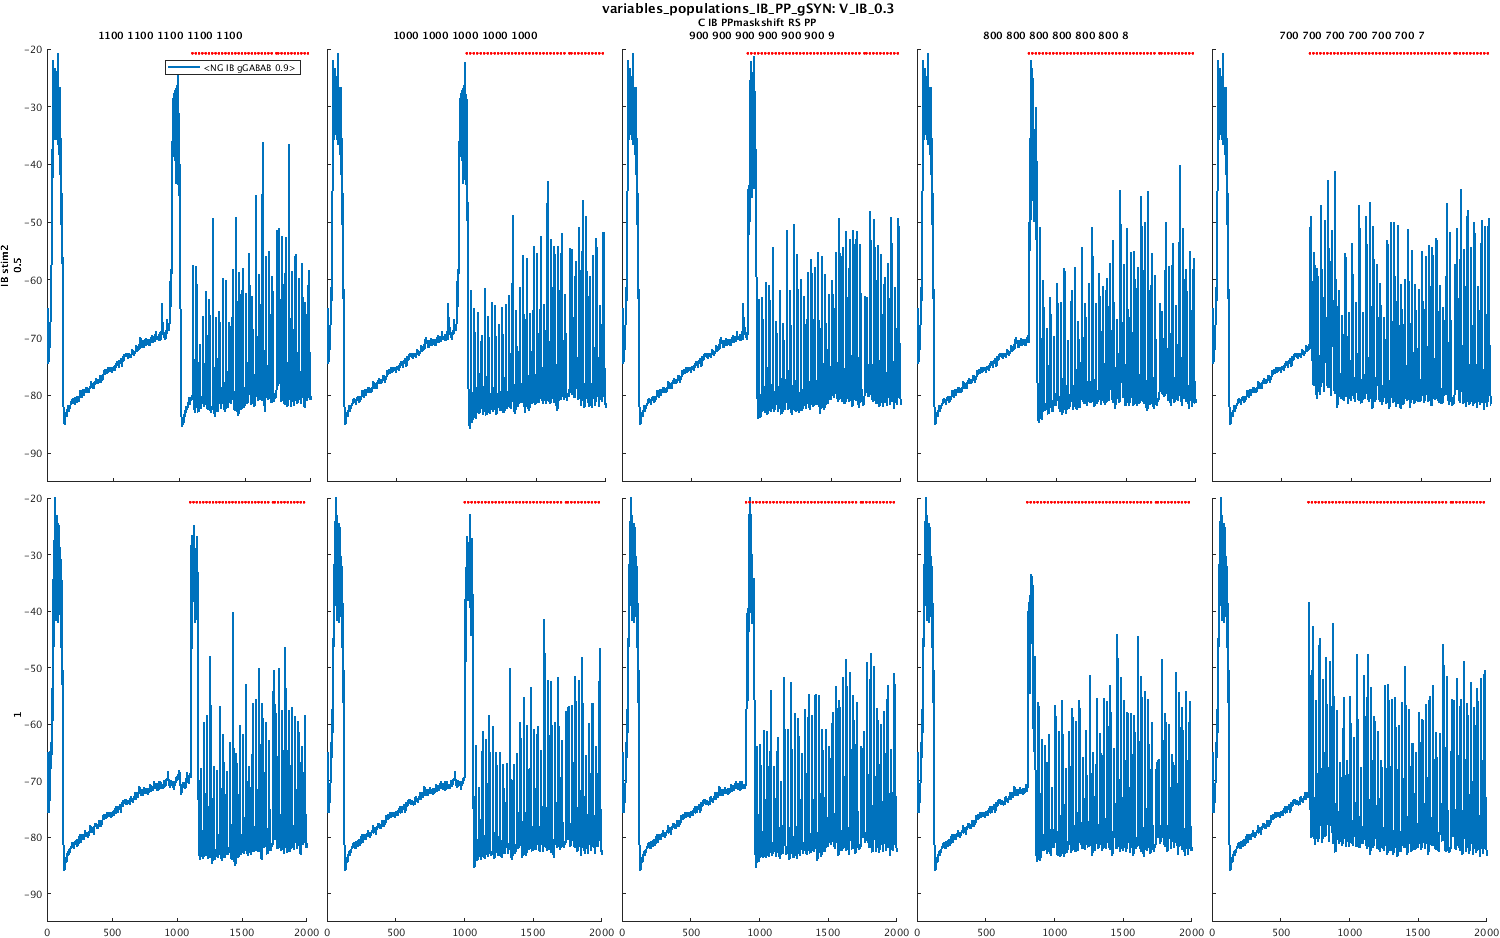 variables_populations_IB_PP_gSYN: V_IB_0.3
C IB PPmaskshift RS PP
1100 1100 1100 1100 1100
1000 1000 1000 1000 1000
900 900 900 900 900 900 9
800 800 800 800 800 800 8
700 700 700 700 700 700 7
<NG IB gGABAB 0.9>
IB stim2
0.5
-20
-30
-40
-50
-60
-70
-80
-90
1
-20
-30
-40
-50
-60
-70
-80
-90
0 500 1000 1500 2000
0 500 1000 1500 2000
0 500 1000 1500 2000
0 500 1000 1500 2000
0 500 1000 1500 2000